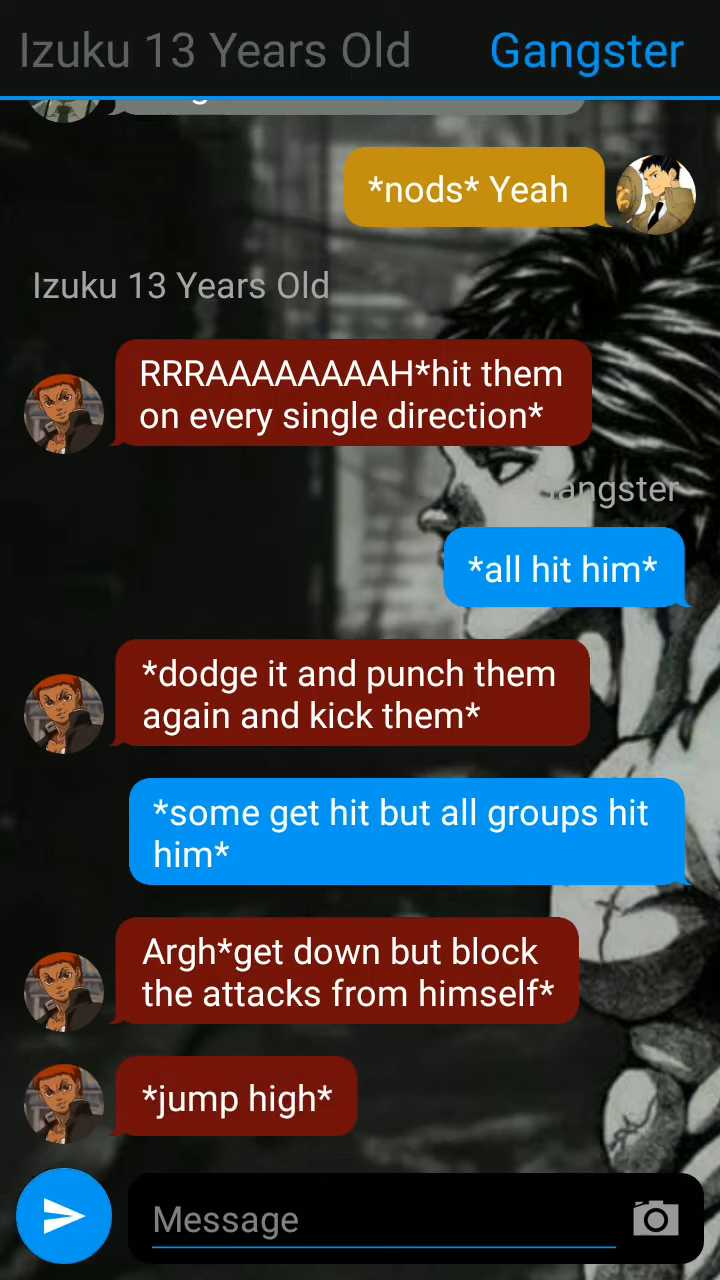 Izuku 13 Years Old
Gangster
*nods* Yeah
Izuku 13 Years Old
RRRAAAAAAAAH*hit them
on every single direction*
Gangster
*all hit him*
*dodge it and punch them
again and kick them*
*some get hit but all groups hit
him*
Argh*get down but block
the attacks from himself*
*jump high*
Message